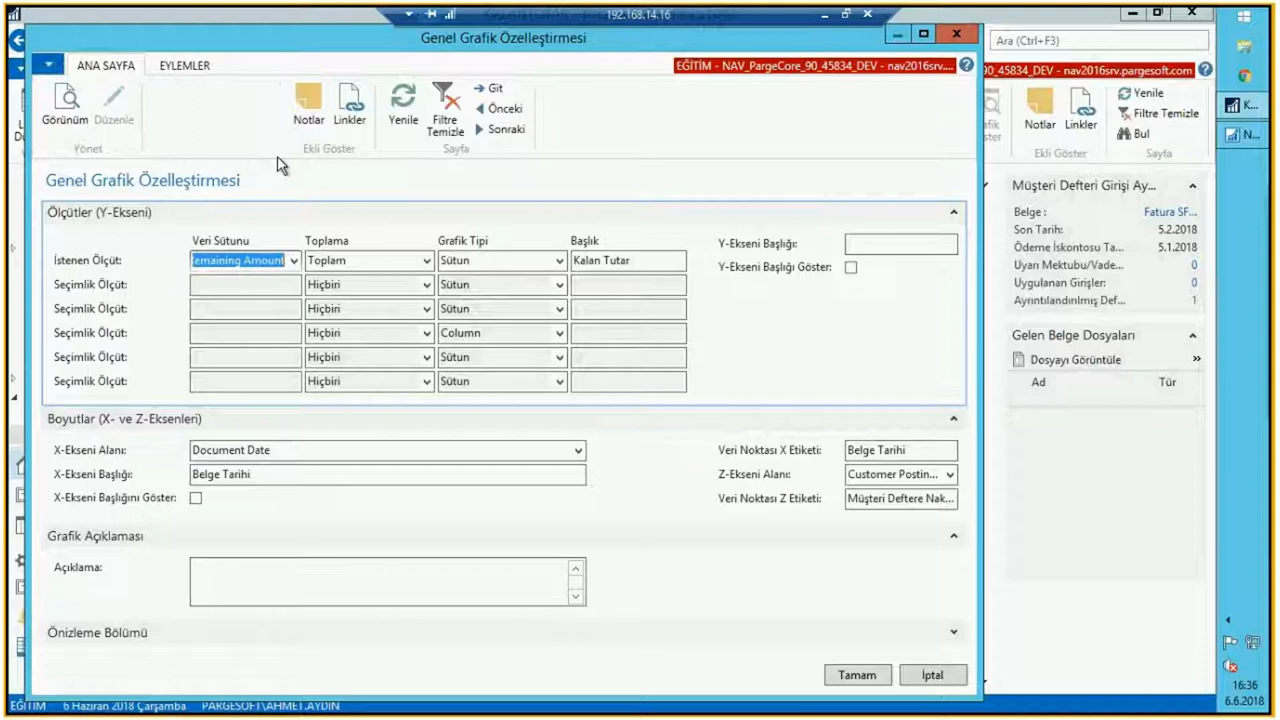 192.168.14.16
Genel Grafik Özelleştirmesi
Ara (Ctrl+F3)
ANA SAYFA
EYLEMLER
EĞİTİM - NAV_PargeCore_90_45834_DEV - nav2016srv....
90_45834_DEV - nav2016srv.pargesoft.com
Görünüm
Düzenle
Notlar
Linkler
Yenile
Filtre Temizle
Git
Önceki
Sonraki
Yönet
Ekli Göster
Sayfa
Notlar
Linkler
Yenile
Filtre Temizle
Bul
Ekli Göster
Sayfa
K...
N...
Genel Grafik Özelleştirmesi
Ölçütler (Y-Ekseni)
Veri Sütunu Toplama Grafik Tipi Başlık
İstenen Ölçüt: Remaining Amount Toplam Sütun Kalan Tutar
Seçimlik Ölçüt: Hiçbiri Sütun
Seçimlik Ölçüt: Hiçbiri Sütun
Seçimlik Ölçüt: Hiçbiri Column
Seçimlik Ölçüt: Hiçbiri Sütun
Seçimlik Ölçüt: Hiçbiri Sütun
Y-Ekseni Başlığı:
Y-Ekseni Başlığı Göster:
Boyutlar (X- ve Z-Eksenleri)
X-Ekseni Alanı: Document Date
X-Ekseni Başlığı: Belge Tarihi
X-Ekseni Başlığını Göster:
Veri Noktası X Etiketi: Belge Tarihi
Z-Ekseni Alanı: Customer Postin...
Veri Noktası Z Etiketi: Müşteri Deftere Nak...
Grafik Açıklaması
Açıklama:
Önizleme Bölümü
Tamam
İptal
Müşteri Defteri Girişi Ay...
Belge : Fatura SF...
Son Tarih: 5.2.2018
Ödeme İskontosu Ta... 5.1.2018
Uyarı Mektubu/Vade... 0
Uygulanan Girişler: 0
Ayrıntılandırılmış Def... 1
Gelen Belge Dosyaları
Dosyayı Görüntüle
Ad Tür
16:36
6.6.2018
EĞİTİM 6 Haziran 2018 Çarşamba PARGESOFT\AHMET.AYDIN